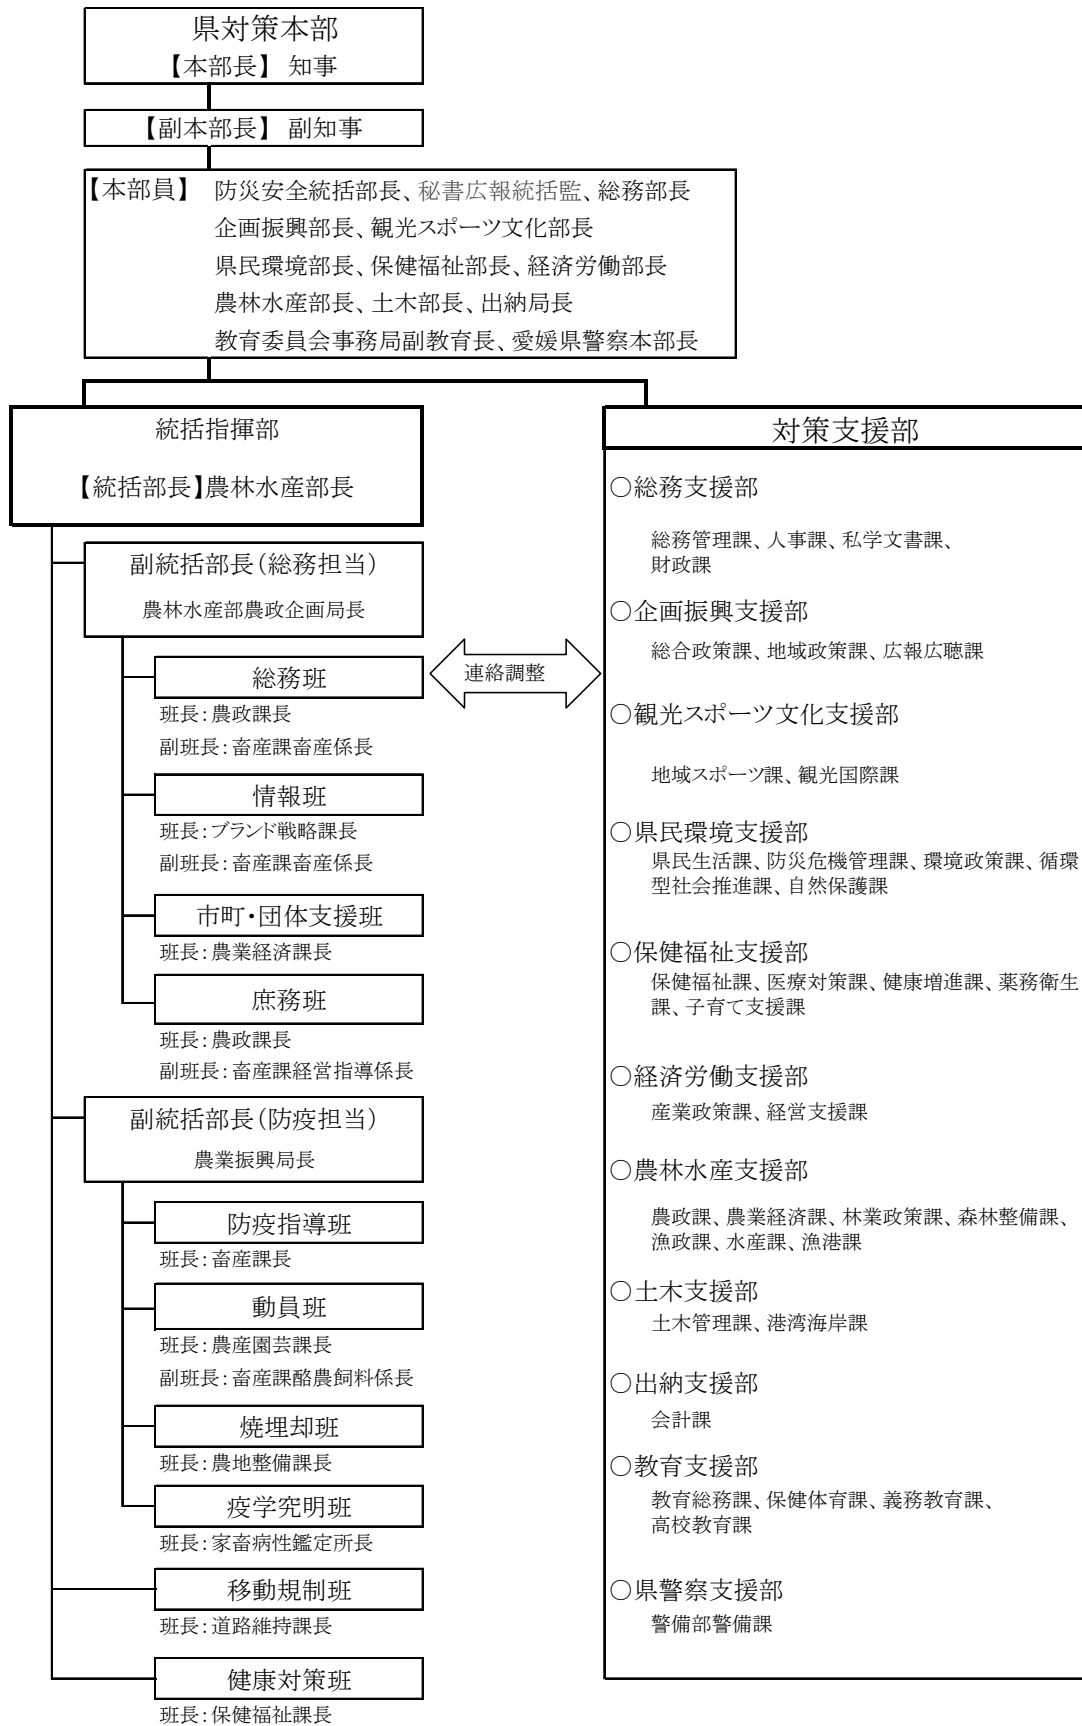 県対策本部
【本部長】 知事
【副本部長】 副知事
【本部員】 防災安全統括部長、秘書広報統括監、総務部長
企画振興部長、観光スポーツ文化部長
県民環境部長、保健福祉部長、経済労働部長
農林水産部長、土木部長、出納局長
教育委員会事務局副教育長、愛媛県警察本部長
統括指揮部
【統括部長】農林水産部長
副統括部長(総務担当)
農林水産部農政企画局長
総務班
班長:農政課長
副班長:畜産課畜産係長
情報班
班長:ブランド戦略課長
副班長:畜産課畜産係長
市町・団体支援班
班長:農業経済課長
庶務班
班長:農政課長
副班長:畜産課経営指導係長
副統括部長(防疫担当)
農業振興局長
防疫指導班
班長:畜産課長
動員班
班長:農産園芸課長
副班長:畜産課酪農飼料係長
焼埋却班
班長:農地整備課長
疫学究明班
班長:家畜病性鑑定所長
移動規制班
班長:道路維持課長
健康対策班
班長:保健福祉課長
連絡調整
対策支援部
○総務支援部
総務管理課、人事課、私学文書課、
財政課
○企画振興支援部
総合政策課、地域政策課、広報広聴課
○観光スポーツ文化支援部
地域スポーツ課、観光国際課
○県民環境支援部
県民生活課、防災危機管理課、環境政策課、循環
型社会推進課、自然保護課
○保健福祉支援部
保健福祉課、医療対策課、健康増進課、薬務衛生
課、子育て支援課
○経済労働支援部
産業政策課、経営支援課
○農林水産支援部
農政課、農業経済課、林業政策課、森林整備課、
漁政課、水産課、漁港課
○土木支援部
土木管理課、港湾海岸課
○出納支援部
会計課
○教育支援部
教育総務課、保健体育課、義務教育課、
高校教育課
○県警察支援部
警備部警備課